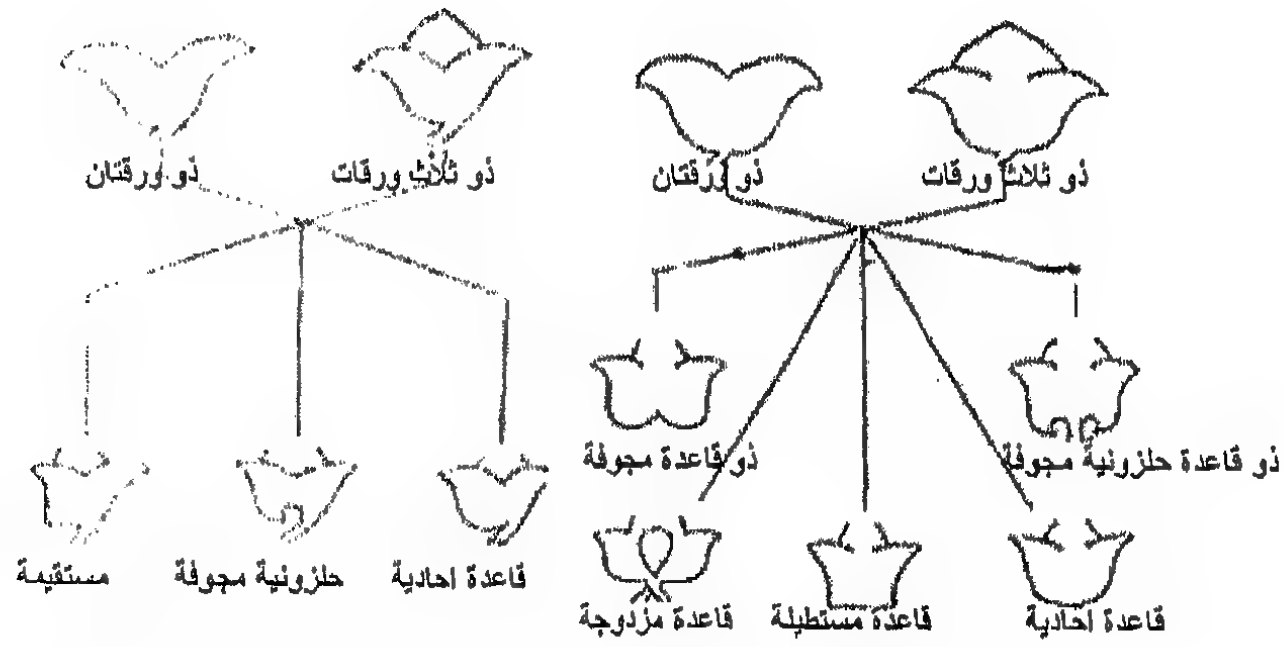 ذو ثلاث ورقات
ذو ورقتان
ذو ثلاث ورقات
ذو ورقتان
ذو قاعدة حلزونية مجوفة
ذو قاعدة مجوفة
قاعدة احادية
قاعدة مستطيلة
قاعدة مزدوجة
قاعدة احادية
حلزونية مجوفة
مستقيمة